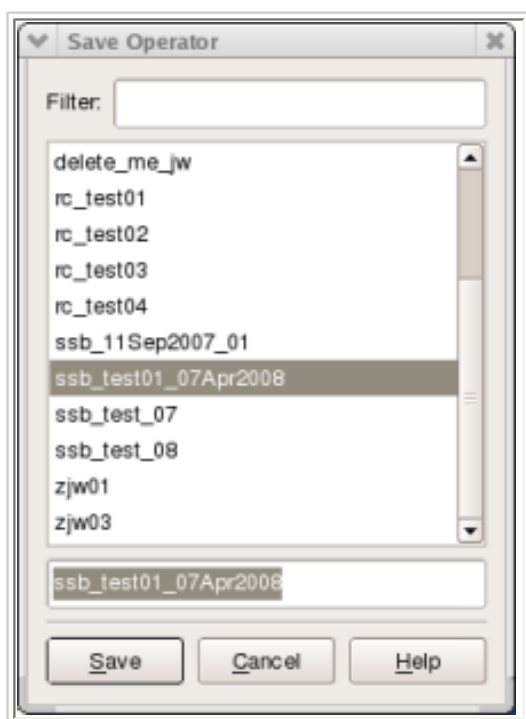 Save Operator
Filter:
delete_me_jw
rc_test01
rc_test02
rc_test03
rc_test04
ssb_11Sep2007_01
ssb_test01_07Apr2008
ssb_test_07
ssb_test_08
zjw01
zjw03
ssb_test01_07Apr2008
Save Cancel Help